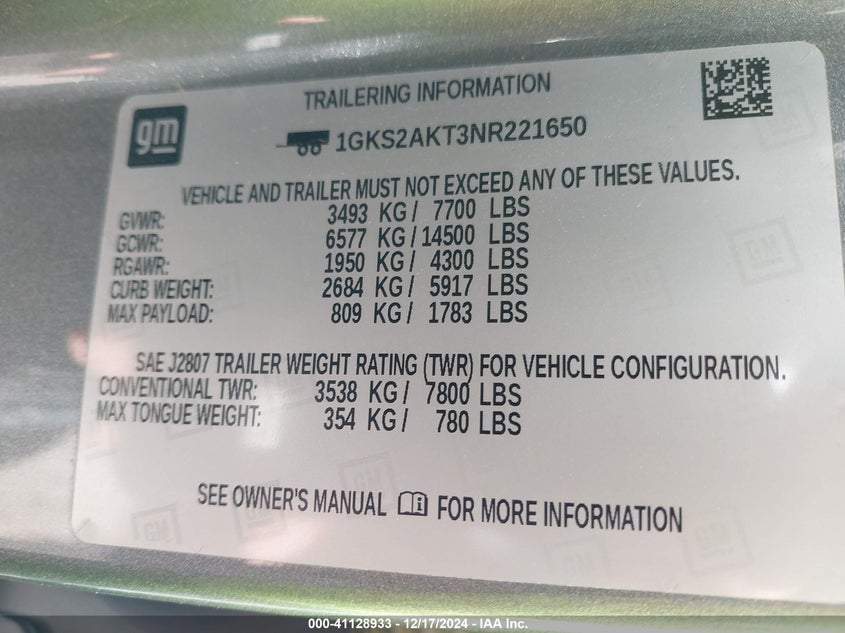 gm
TRAILERING INFORMATION
1GKS2AKT3NR221650
VEHICLE AND TRAILER MUST NOT EXCEED ANY OF THESE VALUES.
GVWR: 3493 KG/ 7700 LBS
GCWR: 6577 KG/14500 LBS
RGAWR: 1950 KG/ 4300 LBS
CURB WEIGHT: 2684 KG/ 5917 LBS
MAX PAYLOAD: 809 KG/ 1783 LBS
SAE J2807 TRAILER WEIGHT RATING (TWR) FOR VEHICLE CONFIGURATION.
CONVENTIONAL TWR: 3538 KG/ 7800 LBS
MAX TONGUE WEIGHT: 354 KG/ 780 LBS
SEE OWNER'S MANUAL FOR MORE INFORMATION
000-41128933 - 12/17/2024 - IAA Inc.